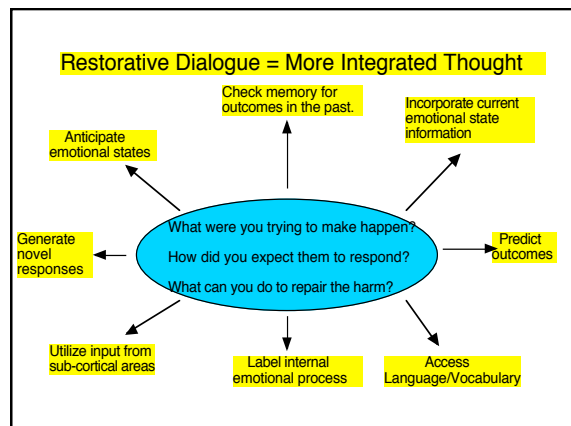 Restorative Dialogue = More Integrated Thought
Check memory for
outcomes in the past.
Incorporate current
emotional state
information
Anticipate
emotional states
What were you trying to make happen?
Generate
novel
responses
How did you expect them to respond?
Predict
outcomes
What can you do to repair the harm?
Utilize input from
sub-cortical areas
Label internal
emotional process
Access
Language/Vocabulary